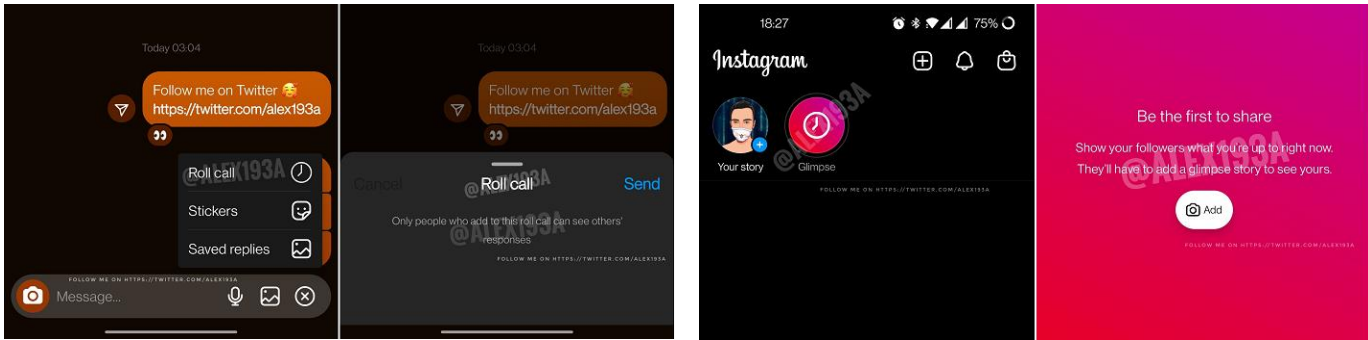 Today 03:04
Follow me on Twitter 🥳
https://twitter.com/alex193a
Roll call
@ALEX193A
Stickers
Saved replies
FOLLOW ME ON HTTPS://TWITTER.COM/ALEX193A
Message...
Today 03:04
Follow me on Twitter 🥳
https://twitter.com/alex193a
Cancel
Roll call
Send
@ALEX193A
Only people who add to this roll call can see others'
responses
@ALEX193A
FOLLOW ME ON HTTPS://TWITTER.COM/ALEX193A
18:27
75%
Instagram
Your story
Glimpse
@ALEX193A
FOLLOW ME ON HTTPS://TWITTER.COM/ALEX193A
Be the first to share
Show your followers what you're up to right now.
They'll have to add a glimpse story to see yours.
@ALEX193A
Add
FOLLOW ME ON HTTPS://TWITTER.COM/ALEX193A